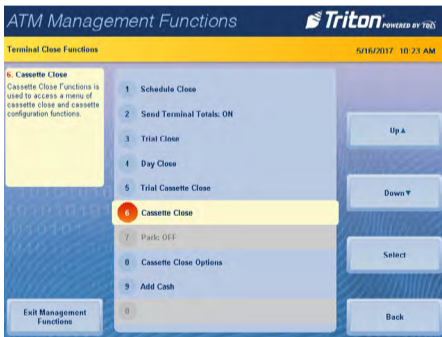 ATM Management Functions
Triton POWERED BY TDES
Terminal Close Functions
5/16/2017 10:23 AM
6. Cassette Close
Cassette Close Functions is
used to access a menu of
cassette close and cassette
configuration functions.
1 Schedule Close
2 Send Terminal Totals: ON
3 Trial Close
4 Day Close
5 Trial Cassette Close
6 Cassette Close
7 Park: OFF
8 Cassette Close Options
9 Add Cash
0
Up ▲
Down ▼
Select
Back
Exit Management
Functions